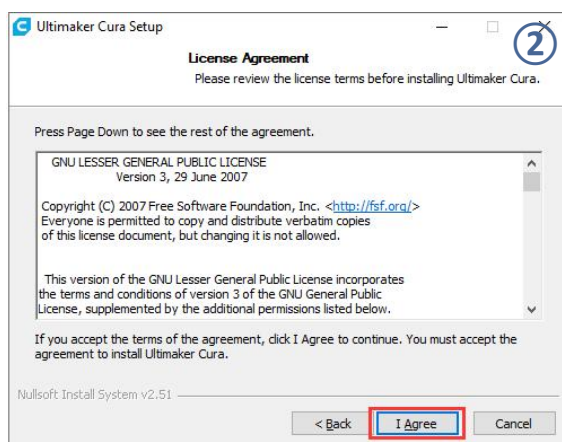 Ultimaker Cura Setup
②
License Agreement
Please review the license terms before installing Ultimaker Cura.
Press Page Down to see the rest of the agreement.
GNU LESSER GENERAL PUBLIC LICENSE
Version 3, 29 June 2007
Copyright (C) 2007 Free Software Foundation, Inc. <http://fsf.org/>
Everyone is permitted to copy and distribute verbatim copies
of this license document, but changing it is not allowed.
This version of the GNU Lesser General Public License incorporates
the terms and conditions of version 3 of the GNU General Public
License, supplemented by the additional permissions listed below.
If you accept the terms of the agreement, click I Agree to continue. You must accept the
agreement to install Ultimaker Cura.
Nullsoft Install System v2.51
< Back I Agree Cancel